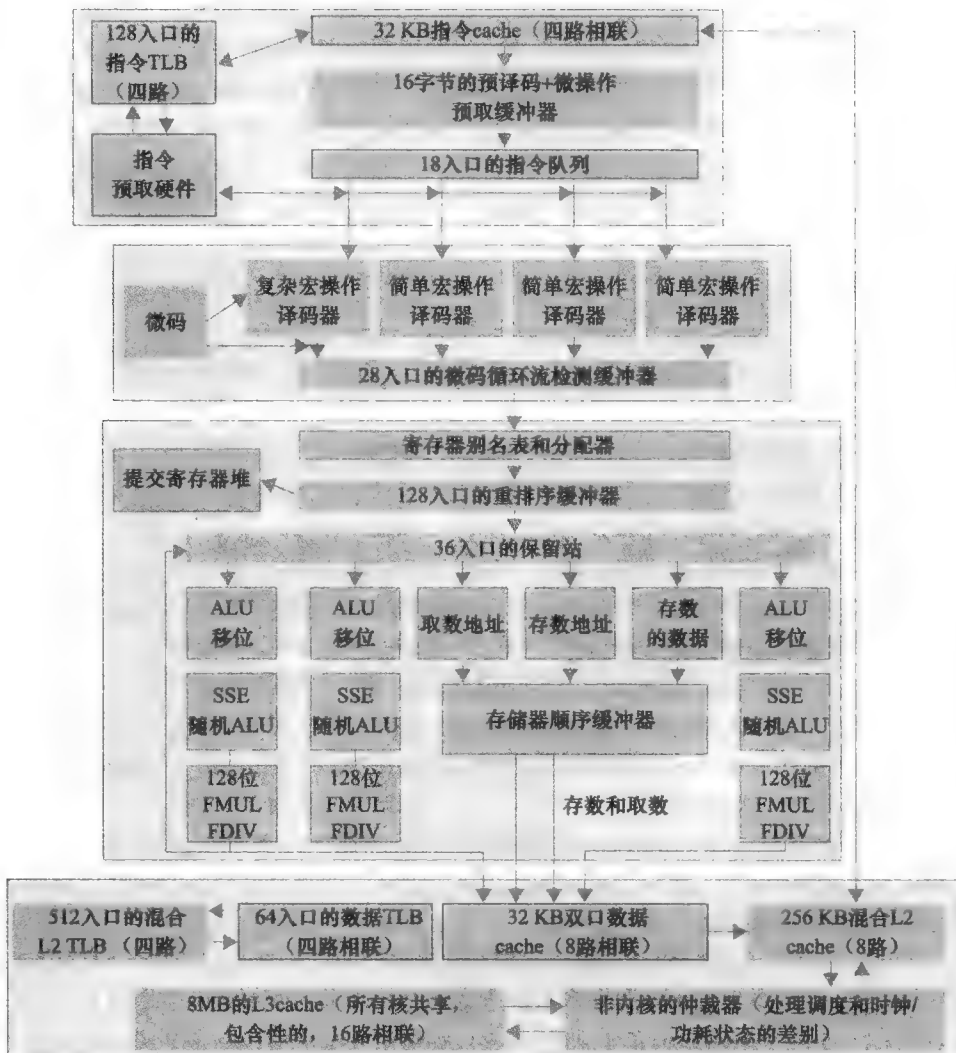 128入口的
指令TLB
（四路）
32 KB指令cache（四路相联）
16字节的预译码+微操作
预取缓冲器
指令
预取硬件
18入口的指令队列
微码
复杂宏操作
译码器
简单宏操作
译码器
简单宏操作
译码器
简单宏操作
译码器
28入口的微码循环流检测缓冲器
寄存器别名表和分配器
提交寄存器堆
128入口的重排序缓冲器
36入口的保留站
ALU
移位
ALU
移位
取数地址
存数地址
存数
的数据
ALU
移位
SSE
随机ALU
SSE
随机ALU
存储器顺序缓冲器
SSE
随机ALU
128位
FMUL
FDIV
128位
FMUL
FDIV
存数和取数
128位
FMUL
FDIV
512入口的混合
L2 TLB（四路）
64入口的数据TLB
（四路相联）
32 KB双口数据
cache（8路相联）
256 KB混合L2
cache（8路）
8MB的L3cache（所有核共享，
包含性的，16路相联）
非内核的仲裁器（处理调度和时钟/
功耗状态的差别）